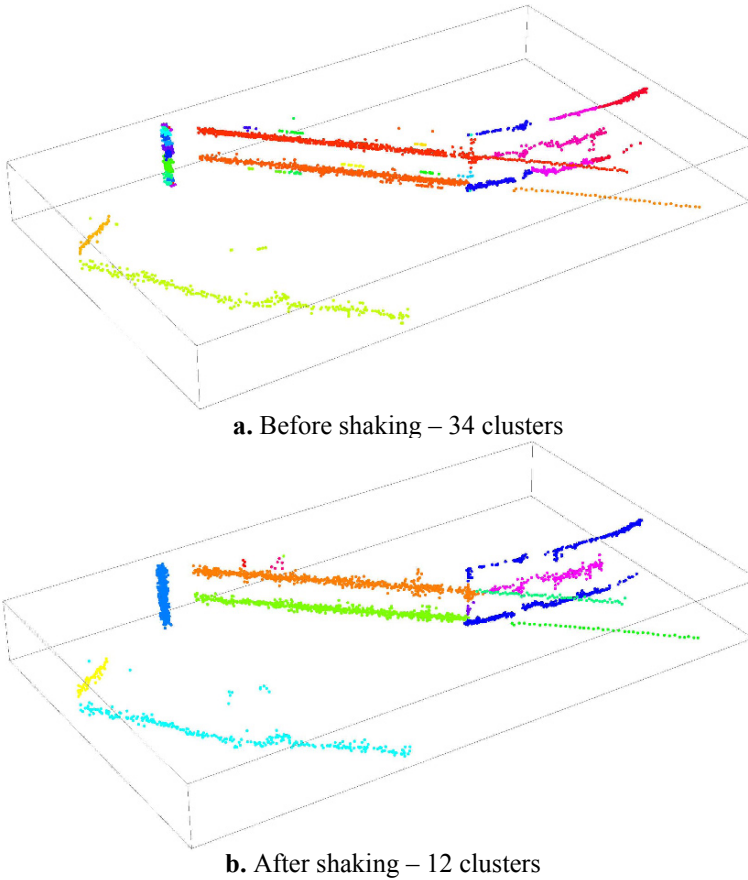 a. Before shaking – 34 clusters
b. After shaking – 12 clusters